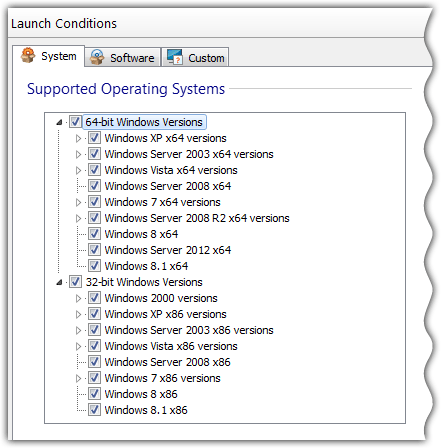 Launch Conditions
System Software Custom
Supported Operating Systems
64-bit Windows Versions
Windows XP x64 versions
Windows Server 2003 x64 versions
Windows Vista x64 versions
Windows Server 2008 x64
Windows 7 x64 versions
Windows Server 2008 R2 x64 versions
Windows 8 x64
Windows Server 2012 x64
Windows 8.1 x64
32-bit Windows Versions
Windows 2000 versions
Windows XP x86 versions
Windows Server 2003 x86 versions
Windows Vista x86 versions
Windows Server 2008 x86
Windows 7 x86 versions
Windows 8 x86
Windows 8.1 x86